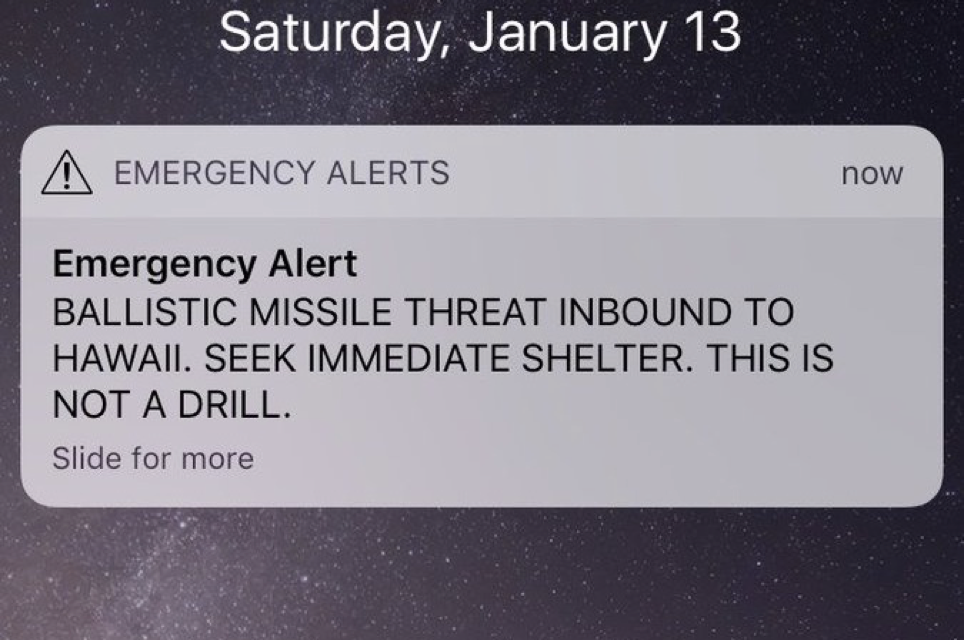 Saturday, January 13
EMERGENCY ALERTS
now
Emergency Alert
BALLISTIC MISSILE THREAT INBOUND TO
HAWAII. SEEK IMMEDIATE SHELTER. THIS IS
NOT A DRILL.
Slide for more